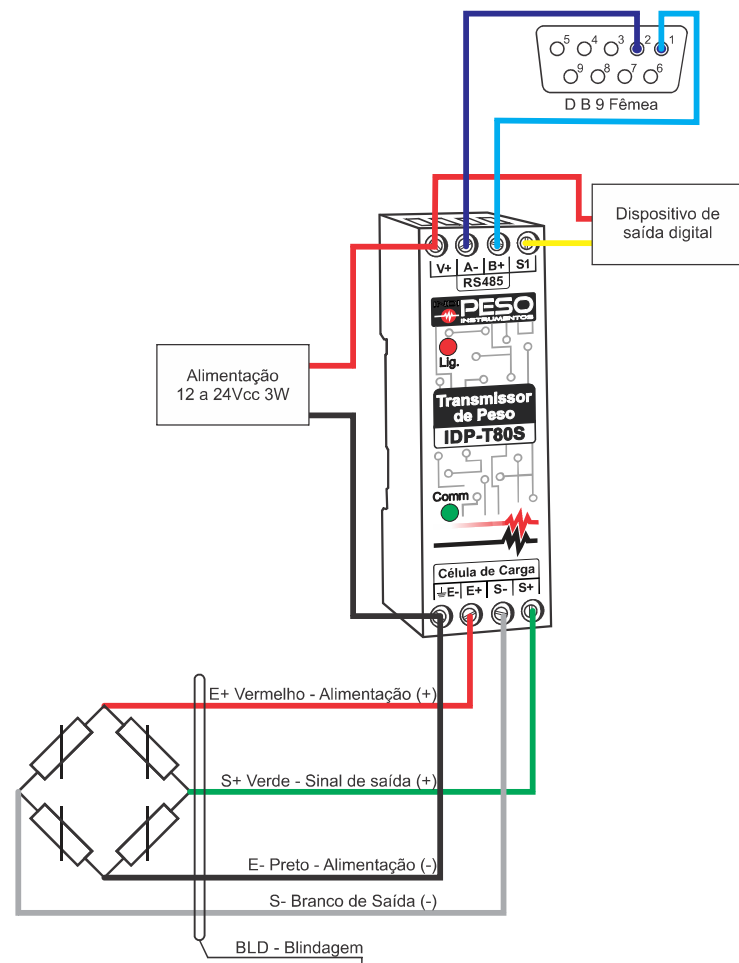 5 4 3 2 1
9 8 7 6
D B 9 Fêmea
Dispositivo de
saída digital
V+ A- B+ S1
RS485
INDI
PESO
INSTRUMENTOS
Lig.
Alimentação
12 a 24Vcc 3W
Transmissor
de Peso
IDP-T80S
Comm
Célula de Carga
E- E+ S- S+
E+ Vermelho - Alimentação (+)
S+ Verde - Sinal de saída (+)
E- Preto - Alimentação (-)
S- Branco de Saída (-)
BLD - Blindagem